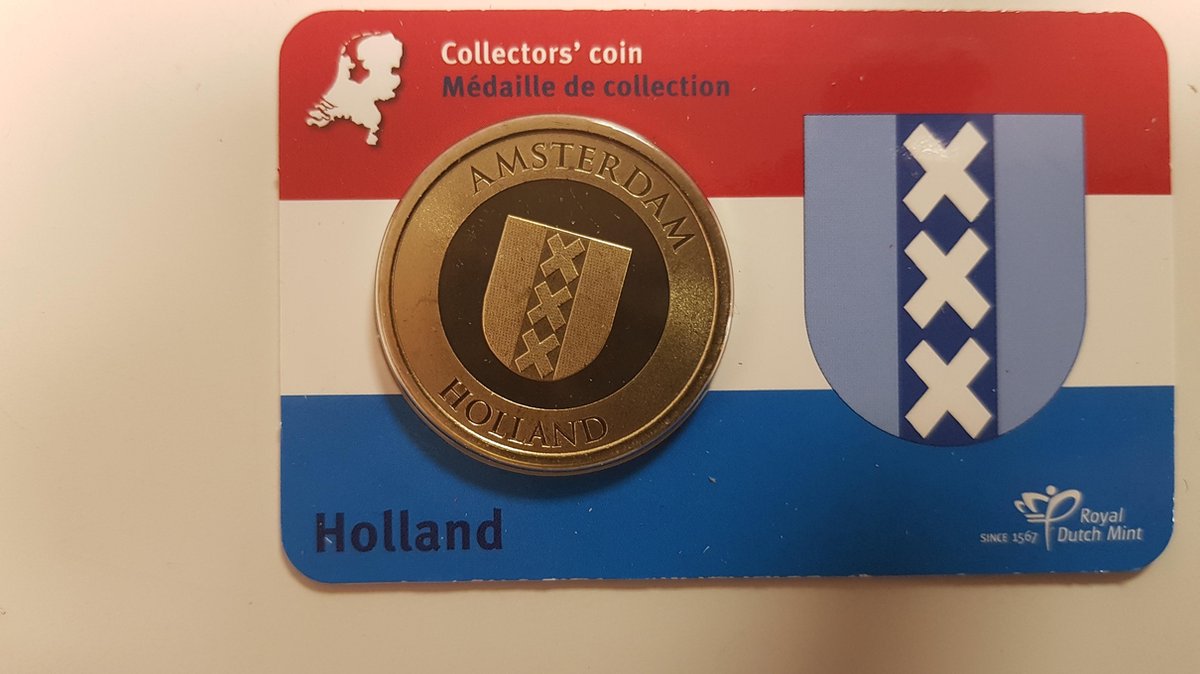 Collectors' coin
Médaille de collection
AMSTERDAM
HOLLAND
Holland
SINCE 1567
Royal
Dutch Mint